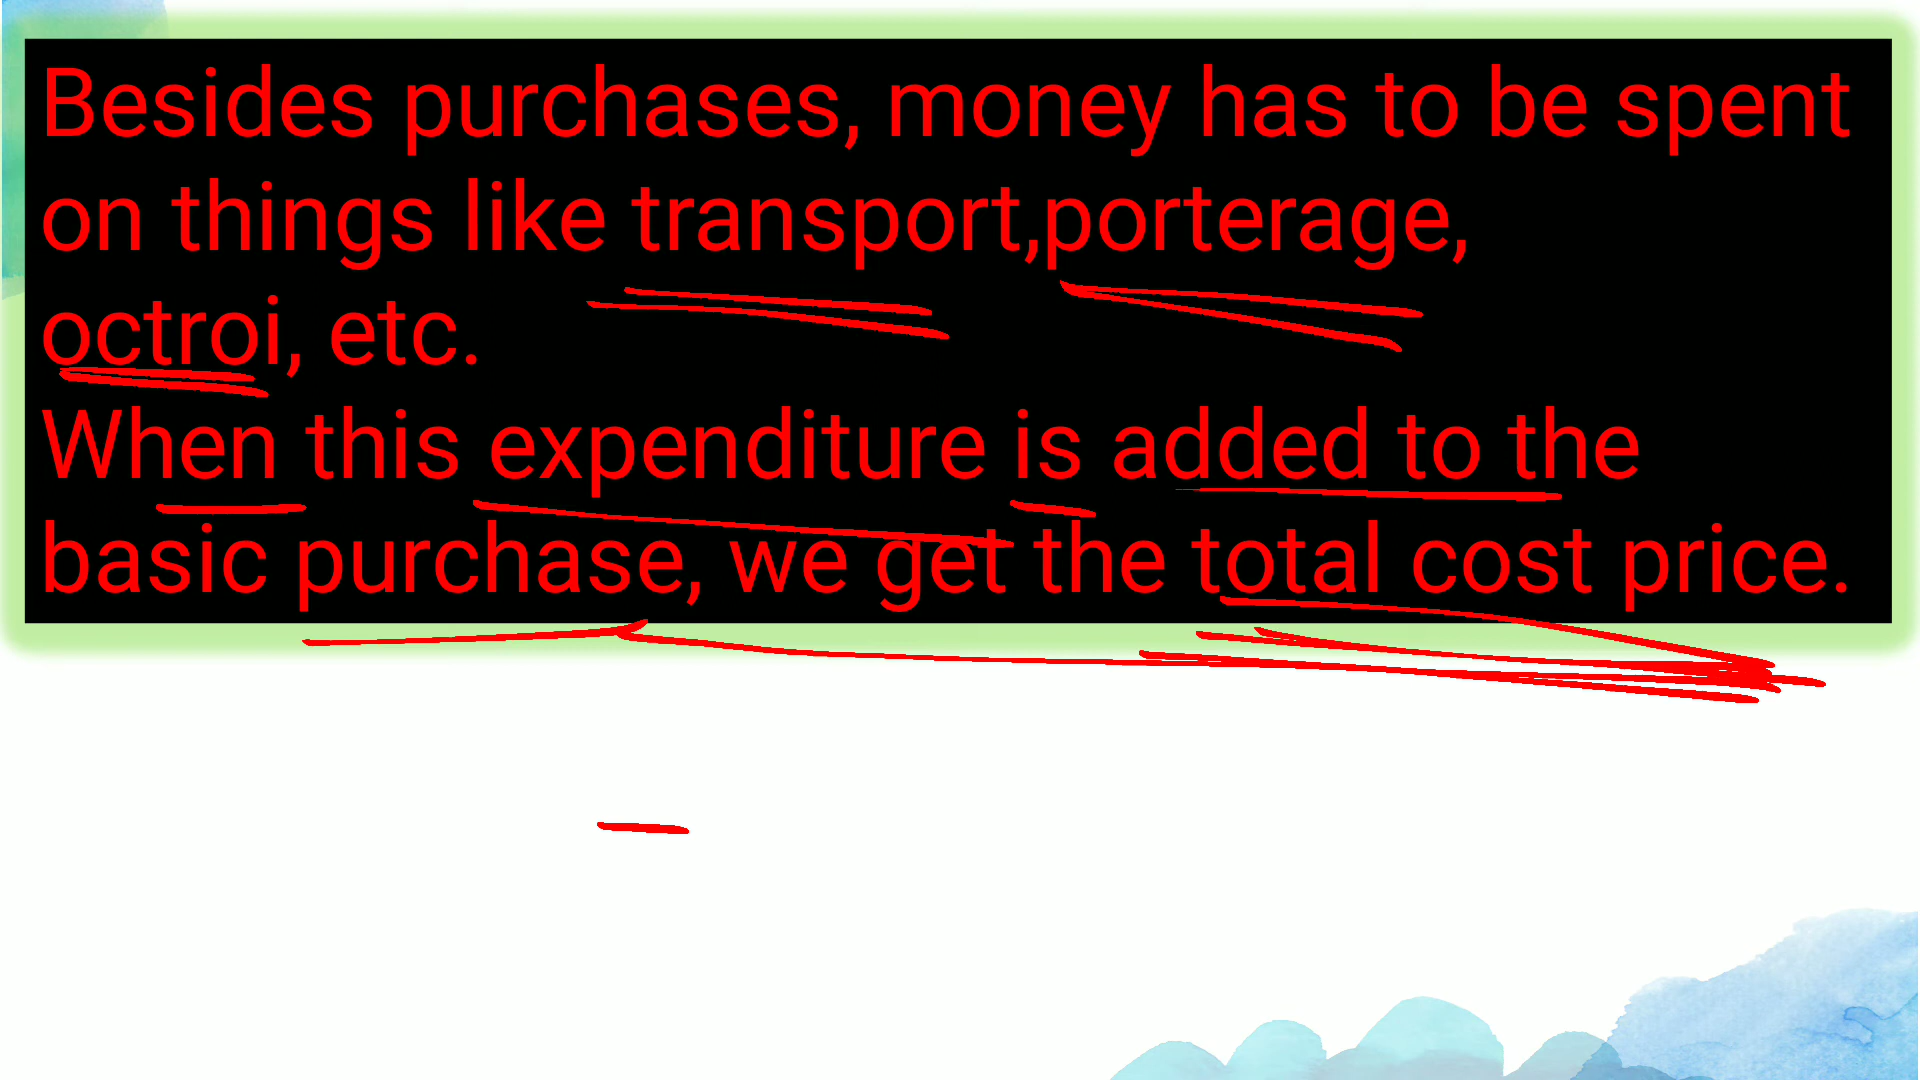 Besides purchases, money has to be spent
on things like transport,porterage,
octroi, etc.
When this expenditure is added to the
basic purchase, we get the total cost price.